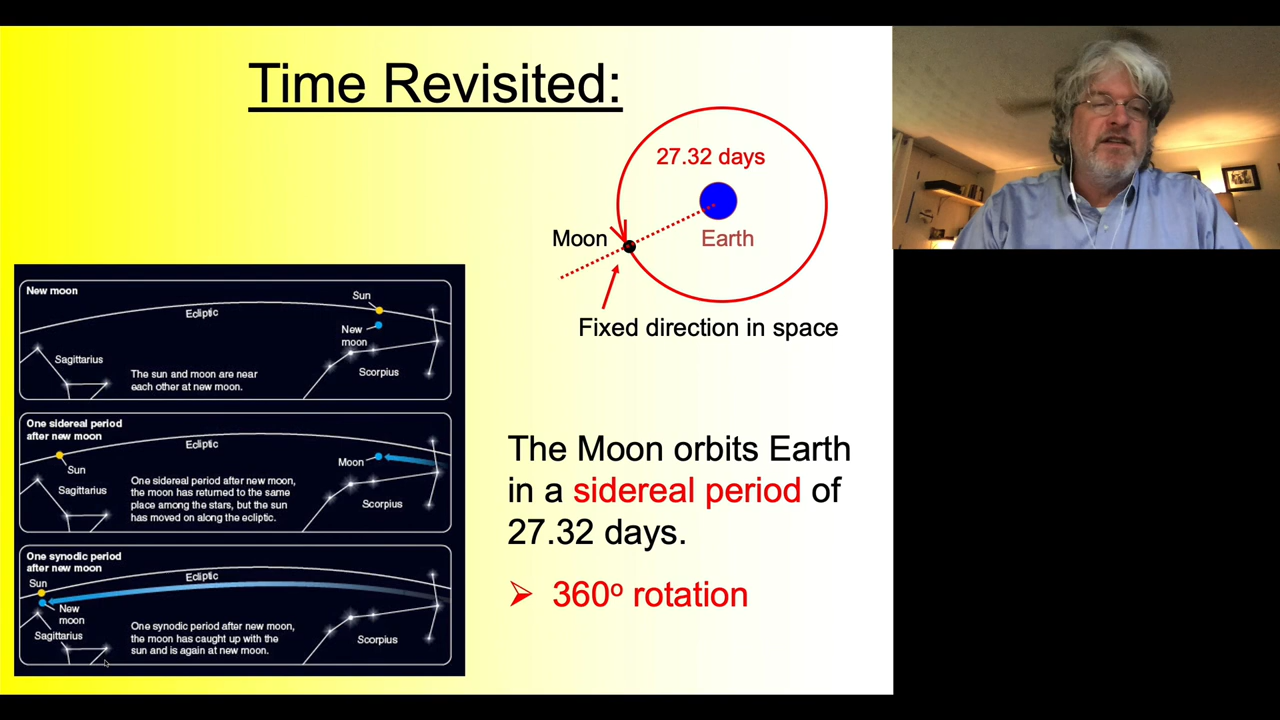 Time Revisited:
27.32 days
Moon
Earth
Fixed direction in space
New moon
Sun
Ecliptic
New
moon
Sagittarius
Scorpius
The sun and moon are near
each other at new moon.
One sidereal period
after new moon
Ecliptic
Sun
Moon
Sagittarius
One sidereal period after new moon,
the moon has returned to the same
place among the stars, but the sun
has moved on along the ecliptic.
Scorpius
One synodic period
after new moon
Sun
Ecliptic
New
moon
Sagittarius
One synodic period after new moon,
the moon has caught up with the
sun and is again at new moon.
Scorpius
The Moon orbits Earth
in a sidereal period of
27.32 days.
➢ 360º rotation